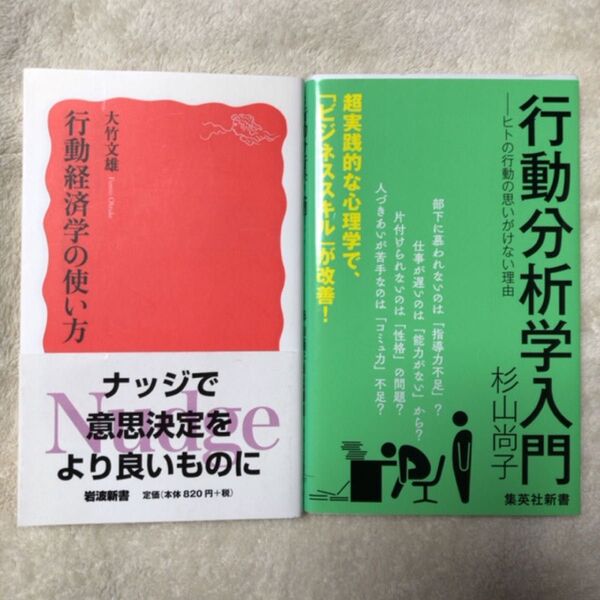 大竹文雄
Fumio Ohtake
行動経済学の使い方
Nudge
ナッジで
意思決定を
より良いものに
岩波新書 定価(本体820円+税)
行動分析学入門
——ヒトの行動の思いがけない理由
杉山尚子
超実践的な心理学で、
「ビジネススキル」が改善!
部下に慕われないのは「指導力不足」?
仕事が遅いのは「能力がない」から?
片付けられないのは「性格」の問題?
人づきあいが苦手なのは「コミュ力」不足?
集英社新書